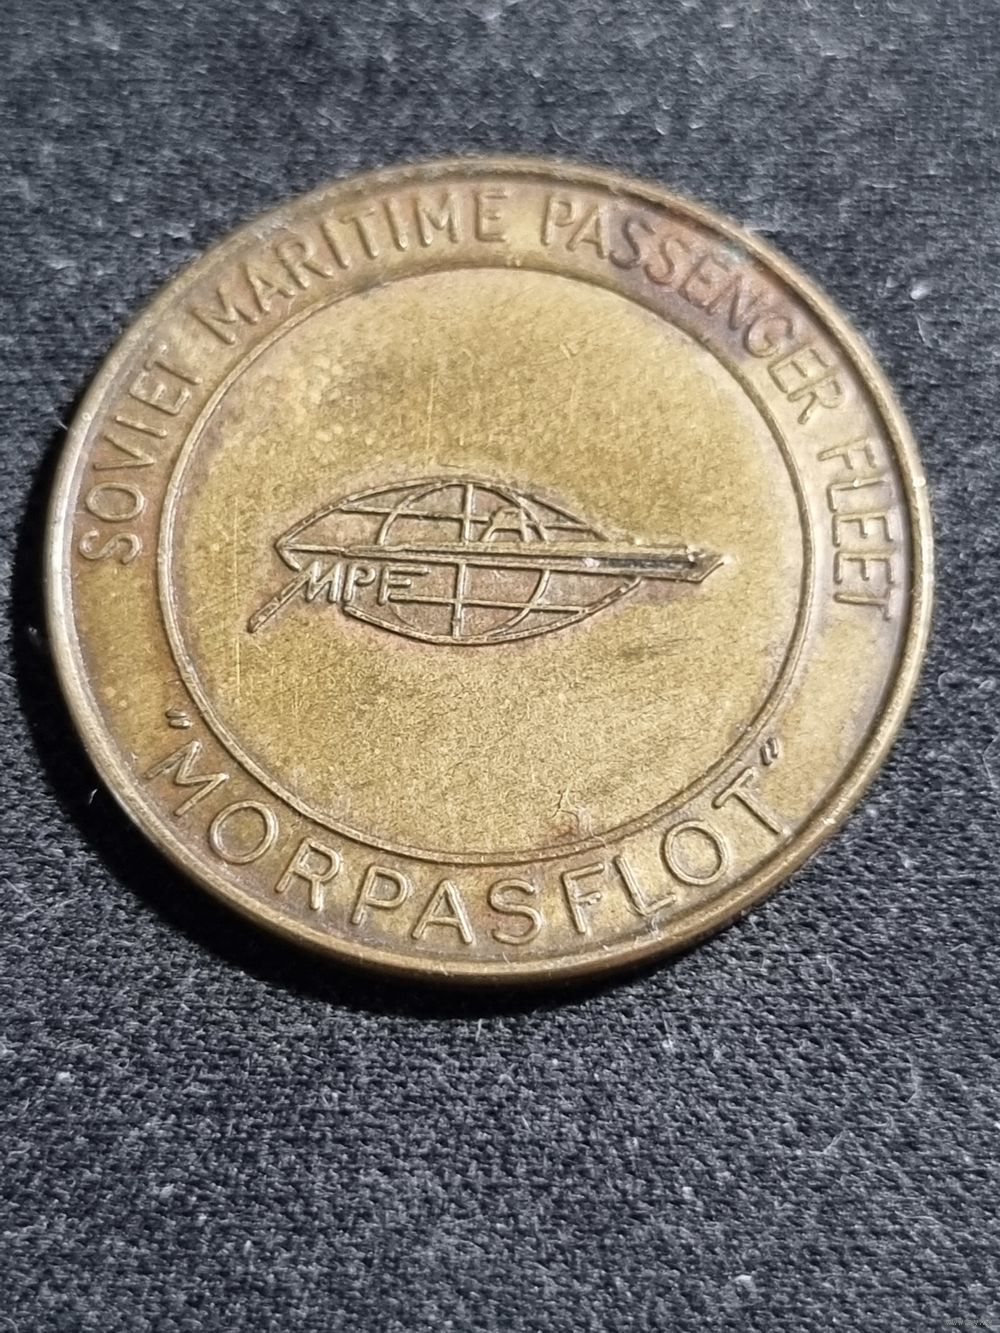 SOVIET MARITIME PASSENGER FLEET
A
MPF
"MORPASFLOT"